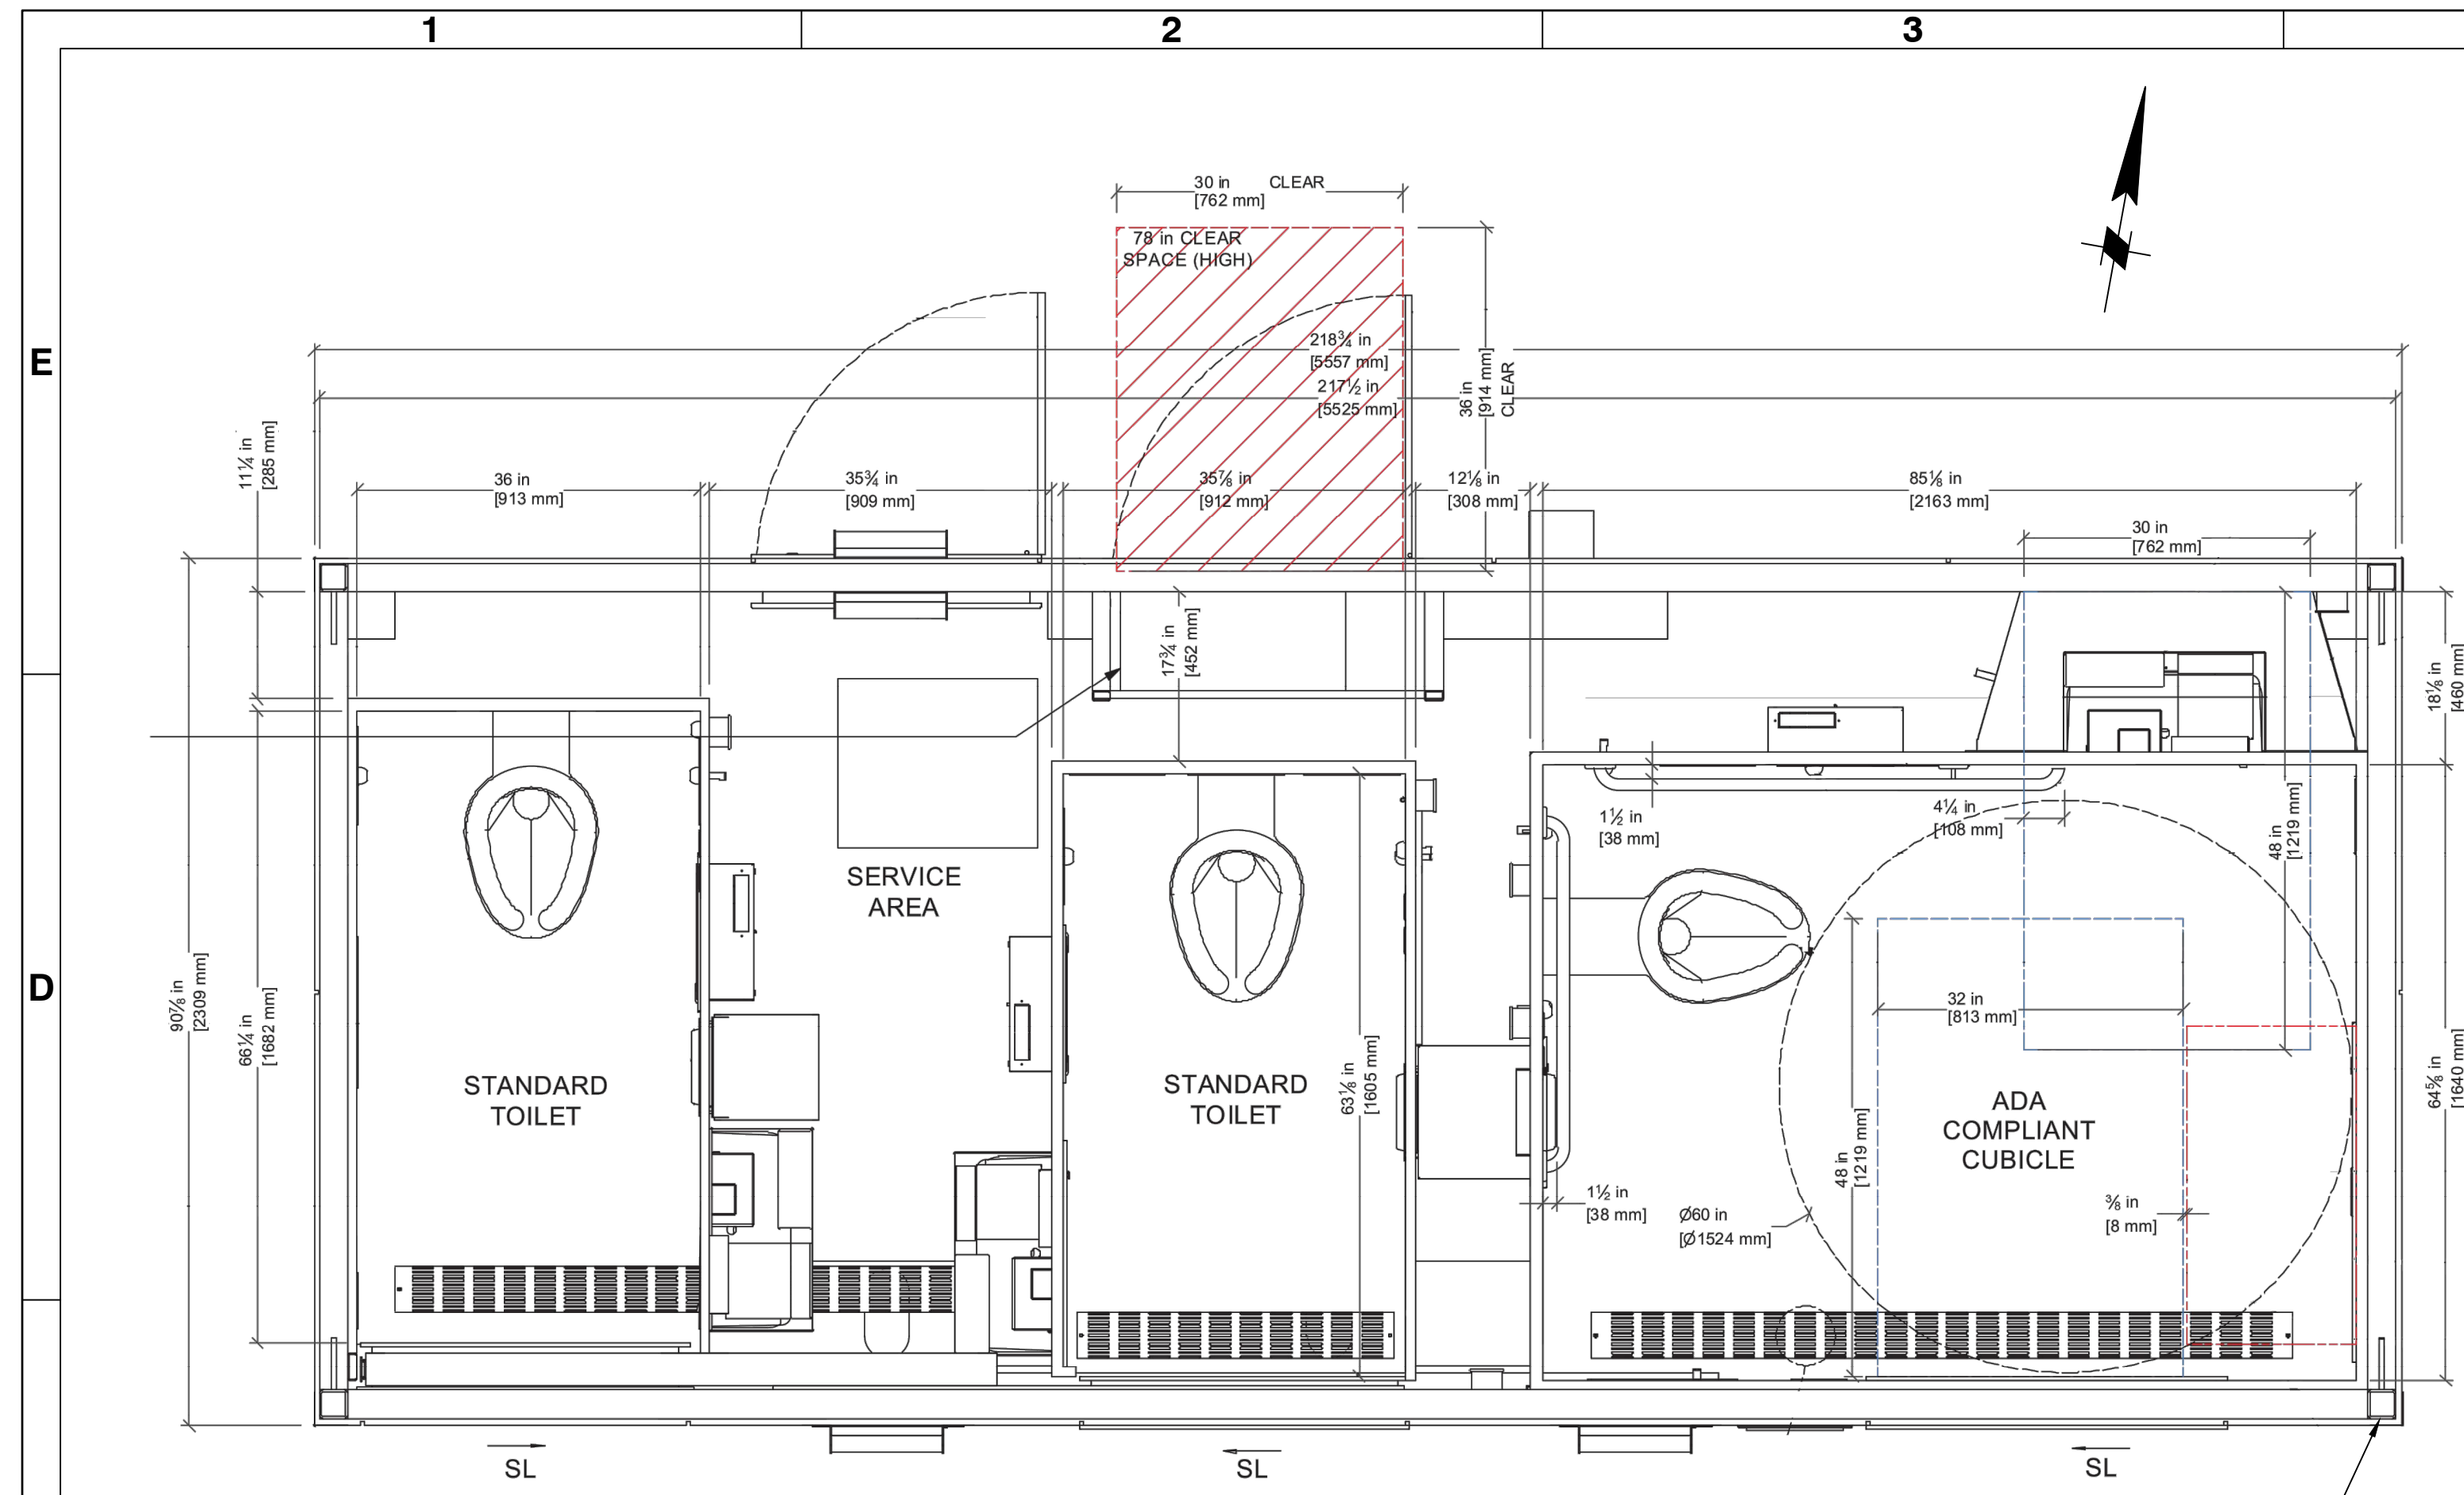 1
2
3
30 in CLEAR
[762 mm]
78 in CLEAR
SPACE (HIGH)
E
218¾ in
[5557 mm]
217½ in
[5525 mm]
36 in
[914 mm]
CLEAR
11¼ in
[285 mm]
36 in
[913 mm]
35¾ in
[909 mm]
35⅞ in
[912 mm]
12⅛ in
[308 mm]
85⅛ in
[2163 mm]
30 in
[762 mm]
17¾ in
[452 mm]
18⅛ in
[460 mm]
1½ in
[38 mm]
4¼ in
[108 mm]
48 in
[1219 mm]
SERVICE
AREA
D
90⅞ in
[2309 mm]
66¼ in
[1682 mm]
32 in
[813 mm]
STANDARD
TOILET
STANDARD
TOILET
63⅛ in
[1605 mm]
ADA
COMPLIANT
CUBICLE
64⅝ in
[1640 mm]
48 in
[1219 mm]
1½ in
[38 mm]
Ø60 in
[Ø1524 mm]
⅜ in
[8 mm]
SL
SL
SL